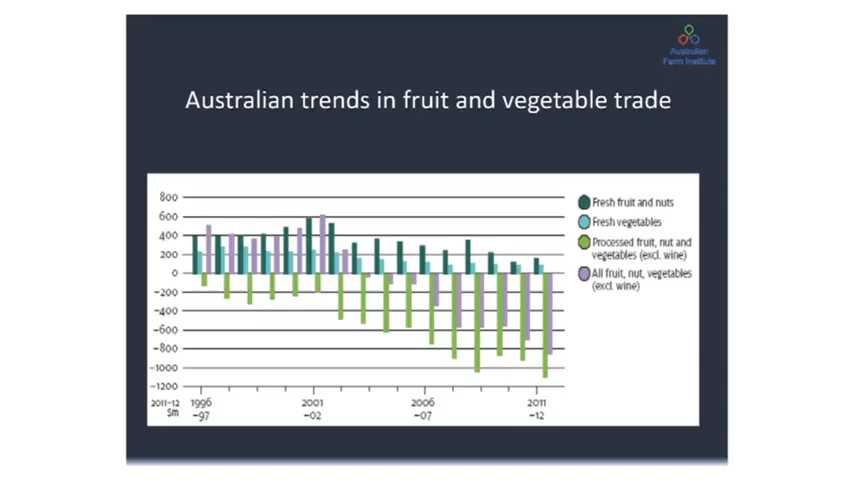 Australian
Farm Institute
Australian trends in fruit and vegetable trade
800
600
400
200
0
−200
−400
−600
−800
−1000
−1200
2011–12
$m
1996
–97
2001
–02
2006
–07
2011
–12
Fresh fruit and nuts
Fresh vegetables
Processed fruit, nut and
vegetables (excl. wine)
All fruit, nut, vegetables
(excl. wine)